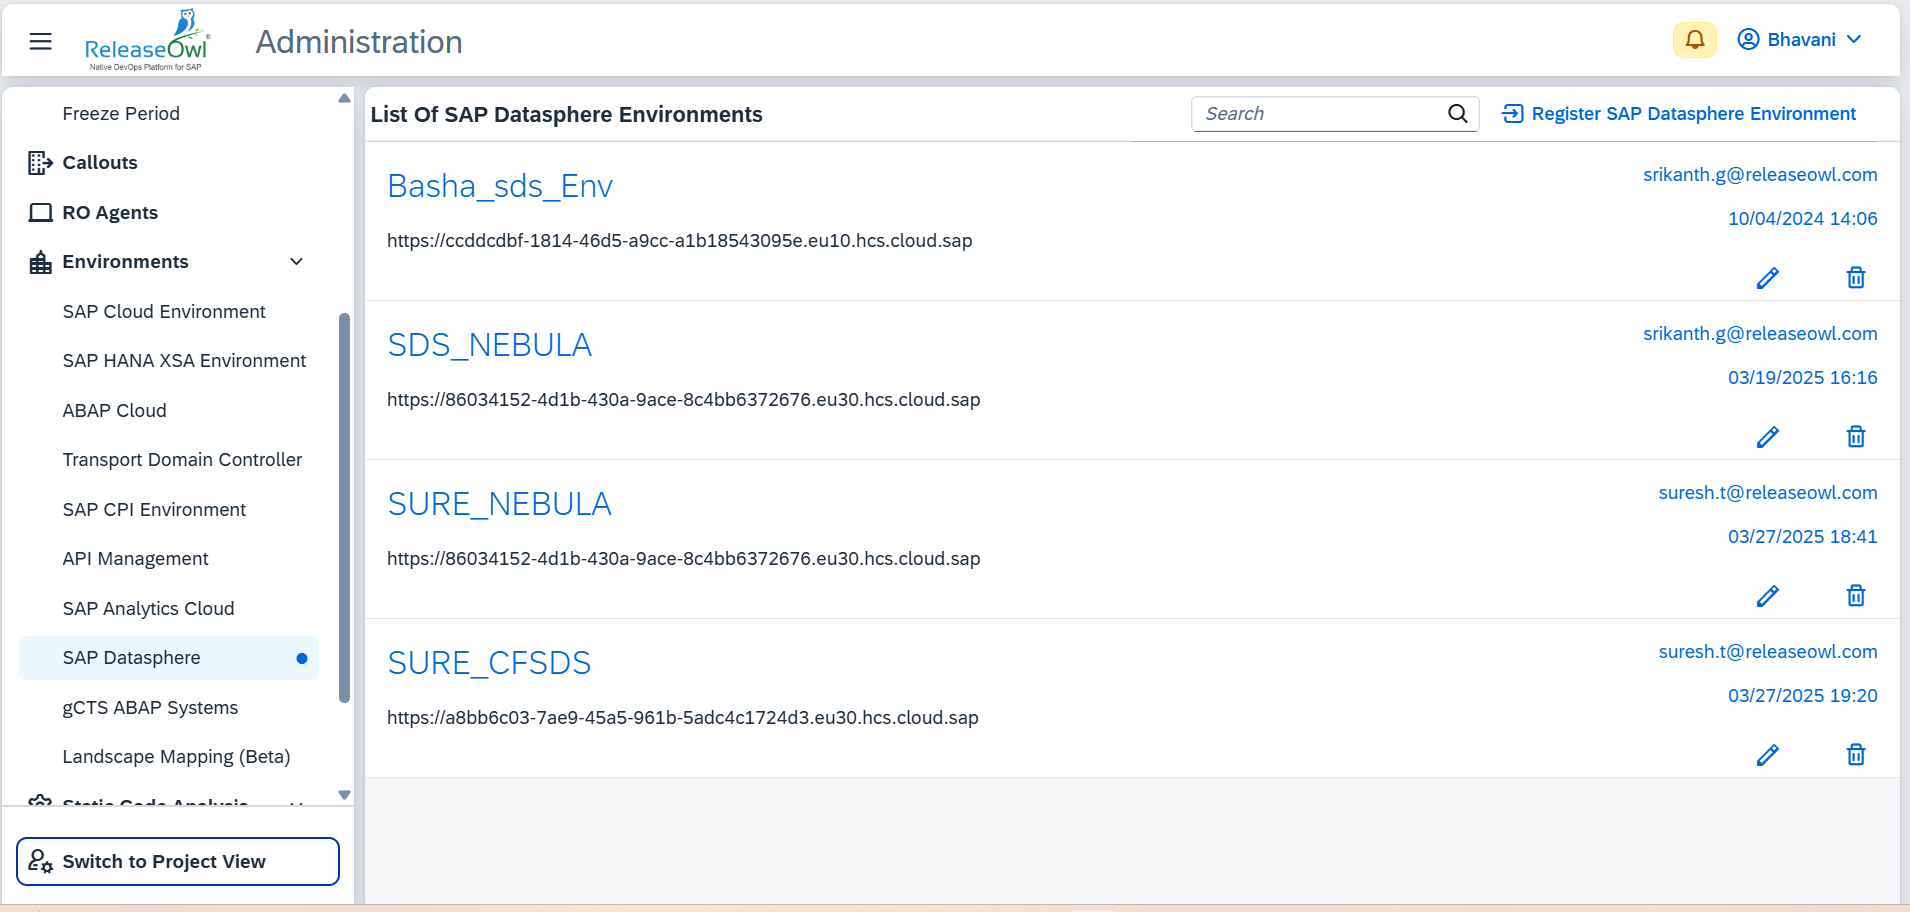 ReleaseOwl®
Native DevOps Platform for SAP
Administration
Bhavani
Freeze Period
Callouts
RO Agents
Environments
SAP Cloud Environment
SAP HANA XSA Environment
ABAP Cloud
Transport Domain Controller
SAP CPI Environment
API Management
SAP Analytics Cloud
SAP Datasphere
gCTS ABAP Systems
Landscape Mapping (Beta)
Static Code Analysis
Switch to Project View
List Of SAP Datasphere Environments
Search
Register SAP Datasphere Environment
Basha_sds_Env
srikanth.g@releaseowl.com
10/04/2024 14:06
https://ccddcdbf-1814-46d5-a9cc-a1b18543095e.eu10.hcs.cloud.sap
SDS_NEBULA
srikanth.g@releaseowl.com
03/19/2025 16:16
https://86034152-4d1b-430a-9ace-8c4bb6372676.eu30.hcs.cloud.sap
SURE_NEBULA
suresh.t@releaseowl.com
03/27/2025 18:41
https://86034152-4d1b-430a-9ace-8c4bb6372676.eu30.hcs.cloud.sap
SURE_CFSDS
suresh.t@releaseowl.com
03/27/2025 19:20
https://a8bb6c03-7ae9-45a5-961b-5adc4c1724d3.eu30.hcs.cloud.sap